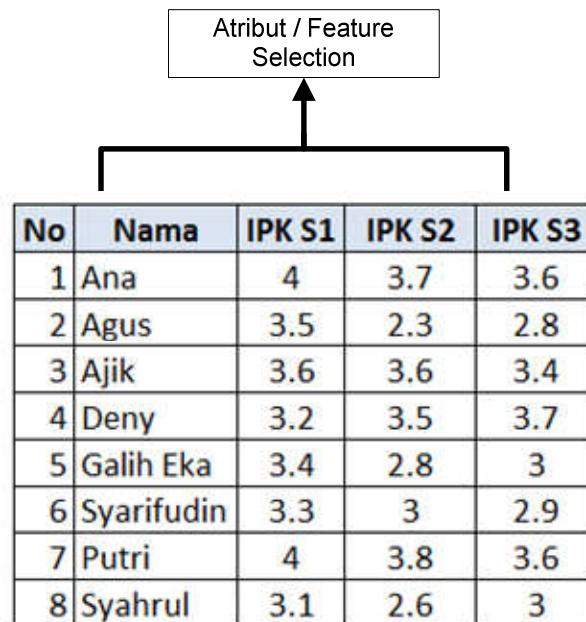 Atribut / Feature
Selection
No Nama IPK S1 IPK S2 IPK S3
1 Ana 4 3.7 3.6
2 Agus 3.5 2.3 2.8
3 Ajik 3.6 3.6 3.4
4 Deny 3.2 3.5 3.7
5 Galih Eka 3.4 2.8 3
6 Syarifudin 3.3 3 2.9
7 Putri 4 3.8 3.6
8 Syahrul 3.1 2.6 3